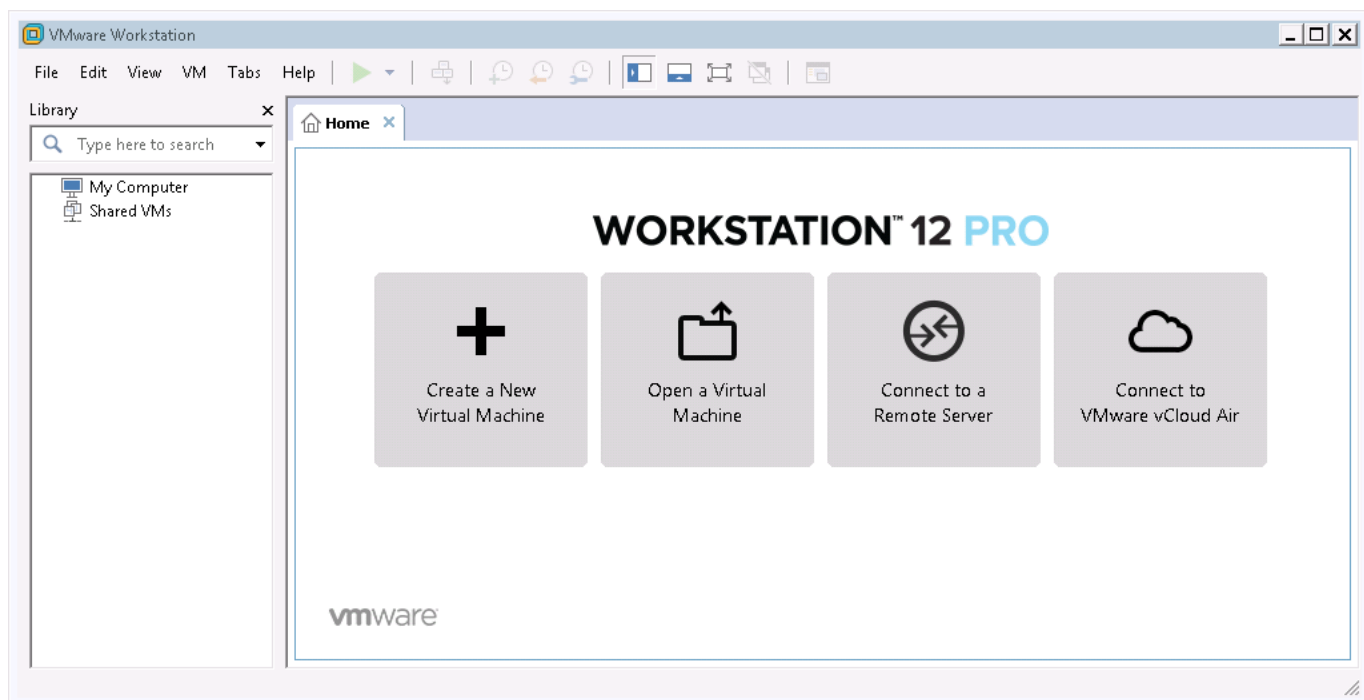 VMware Workstation
File Edit View VM Tabs Help
Library
Type here to search
My Computer
Shared VMs
Home
WORKSTATION™ 12 PRO
Create a New
Virtual Machine
Open a Virtual
Machine
Connect to a
Remote Server
Connect to
VMware vCloud Air
vmware